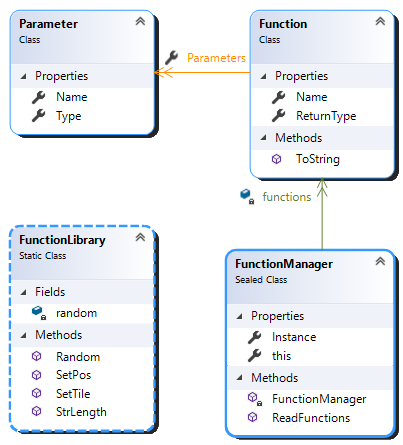 Parameter
Class
Properties
Name
Type
Parameters
Function
Class
Properties
Name
ReturnType
Methods
ToString
functions
FunctionLibrary
Static Class
Fields
random
Methods
Random
SetPos
SetTile
StrLength
FunctionManager
Sealed Class
Properties
Instance
this
Methods
FunctionManager
ReadFunctions